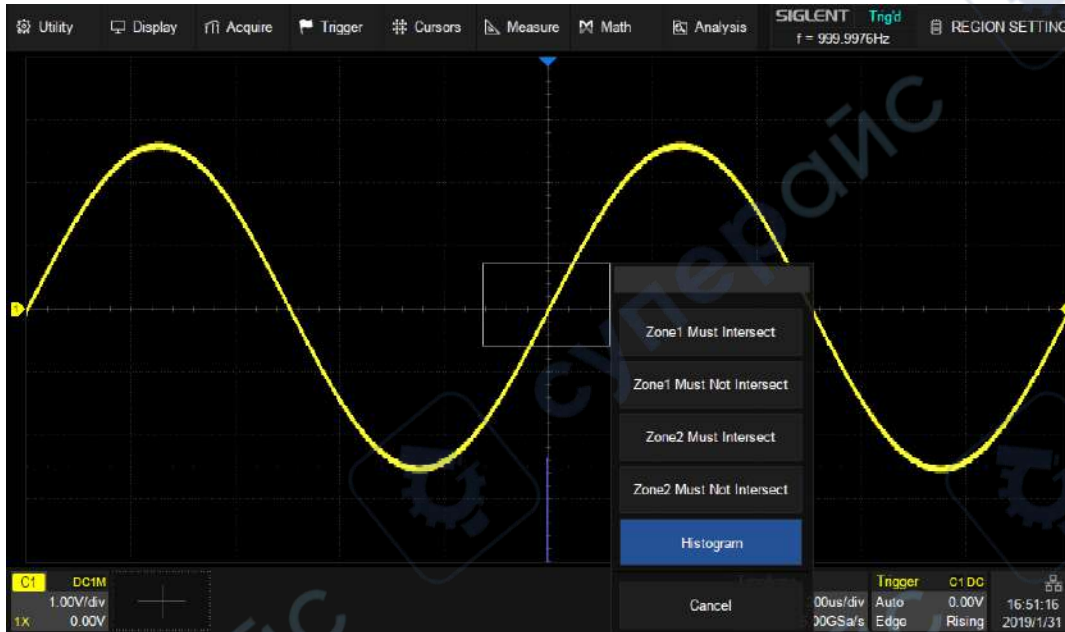 Utility
Display
Acquire
Trigger
Cursors
Measure
Math
Analysis
SIGLENT Trig'd
f = 999.9976Hz
REGION SETTING
суперайс
1
Zone1 Must Intersect
Zone1 Must Not Intersect
Zone2 Must Intersect
Zone2 Must Not Intersect
Histogram
Cancel
C1 DC1M
1.00V/div
1X 0.00V
00us/div
00GSa/s
Trigger C1 DC
Auto 0.00V
Edge Rising
16:51:16
2019/1/31